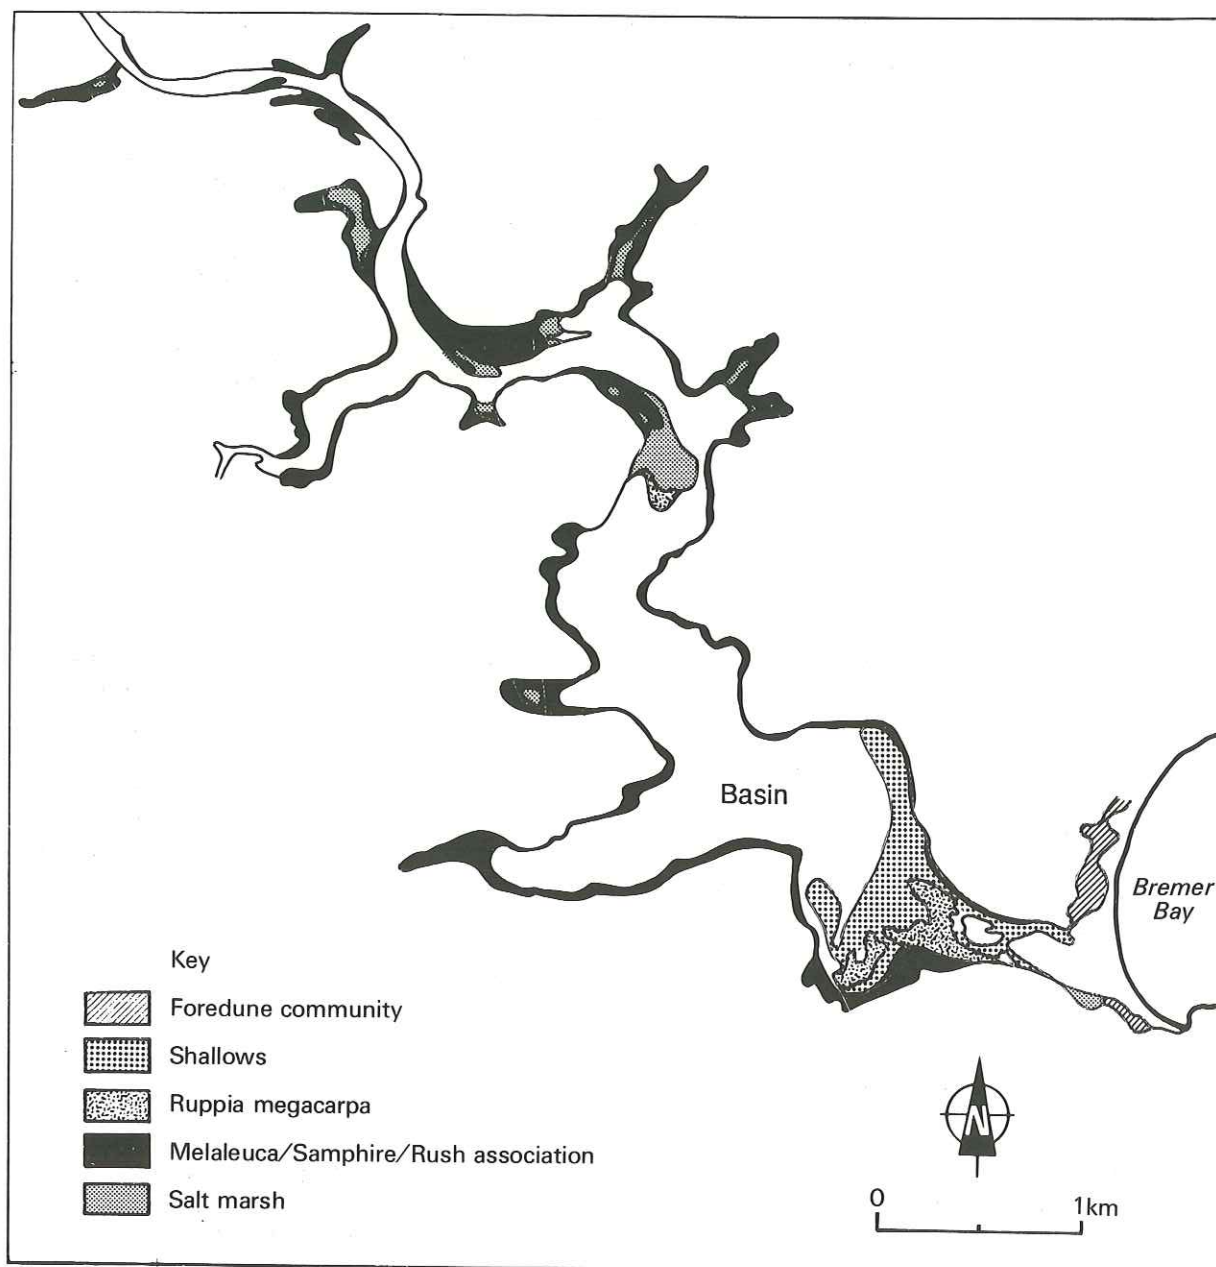 Basin
Bremer
Bay
Key
Foredune community
Shallows
Ruppia megacarpa
Melaleuca/Samphire/Rush association
Salt marsh
N
0 1km